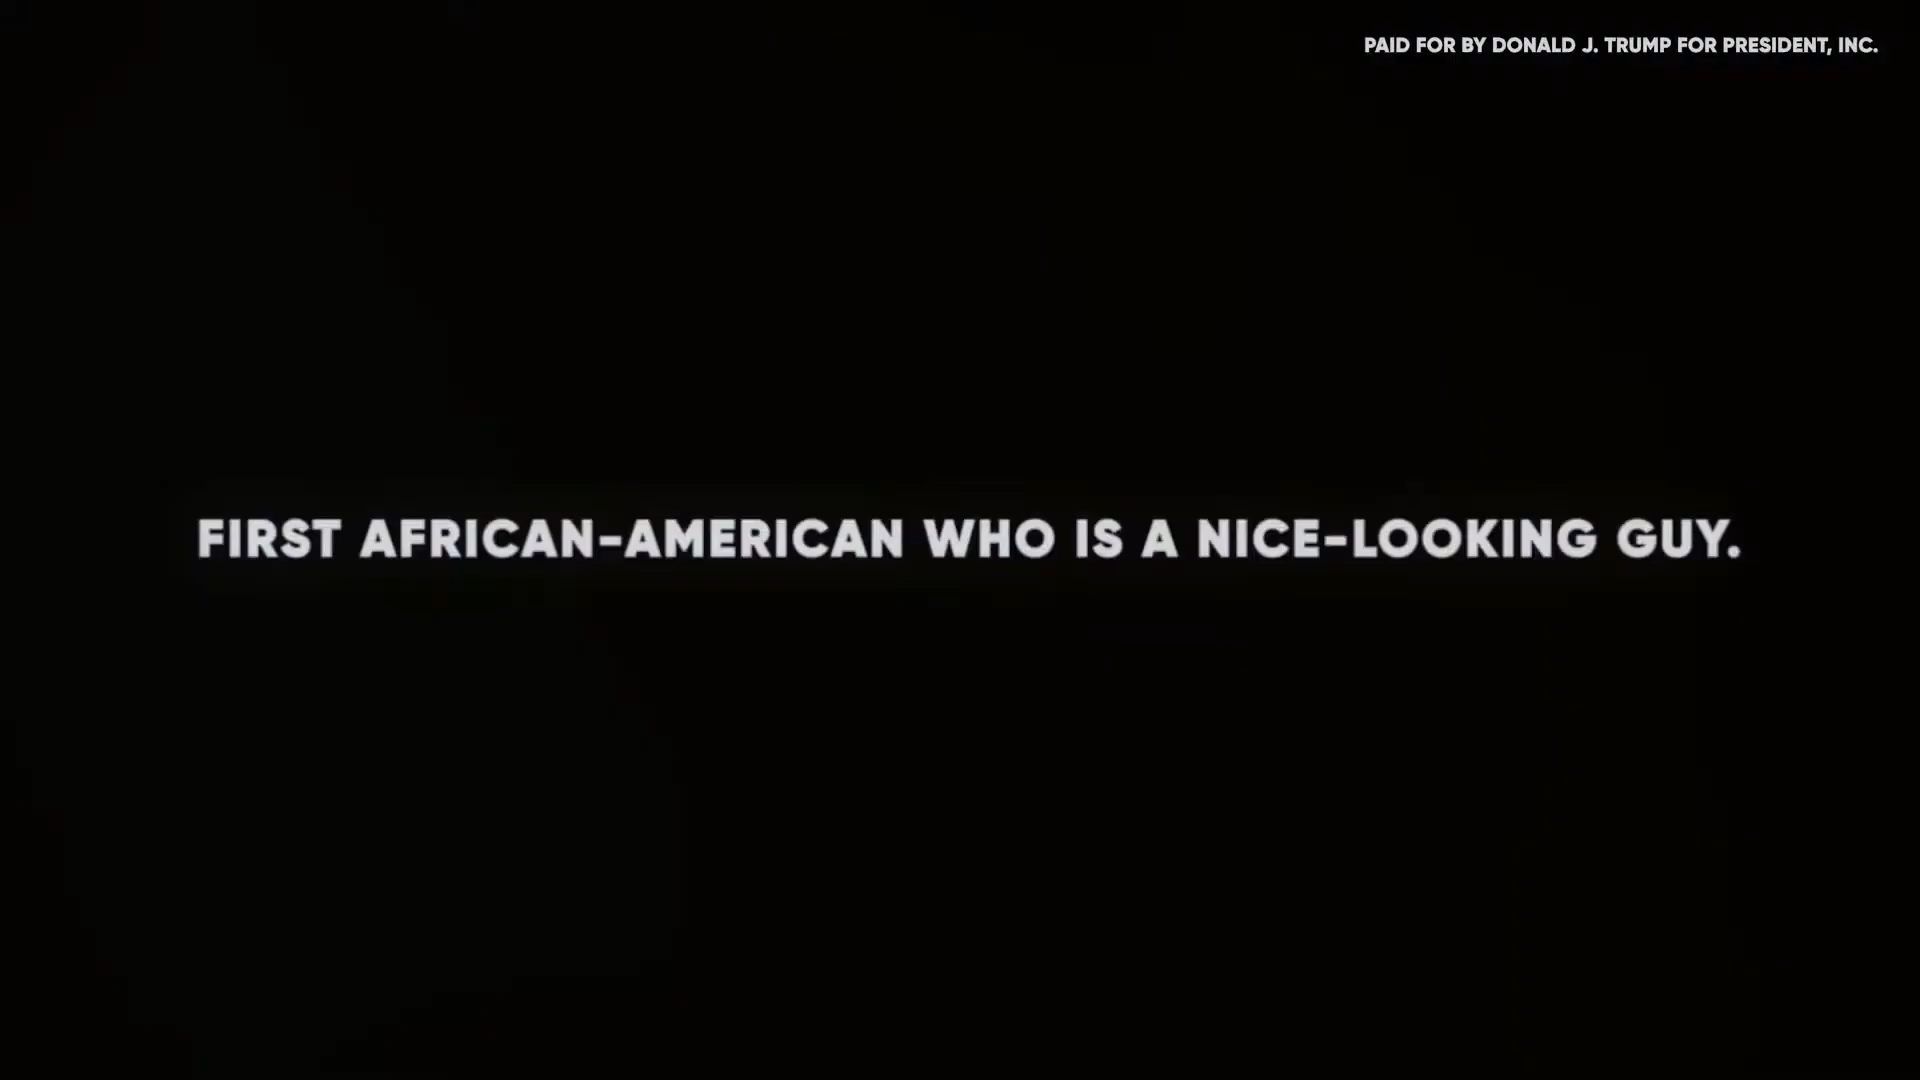 PAID FOR BY DONALD J. TRUMP FOR PRESIDENT, INC.
FIRST AFRICAN-AMERICAN WHO IS A NICE-LOOKING GUY.